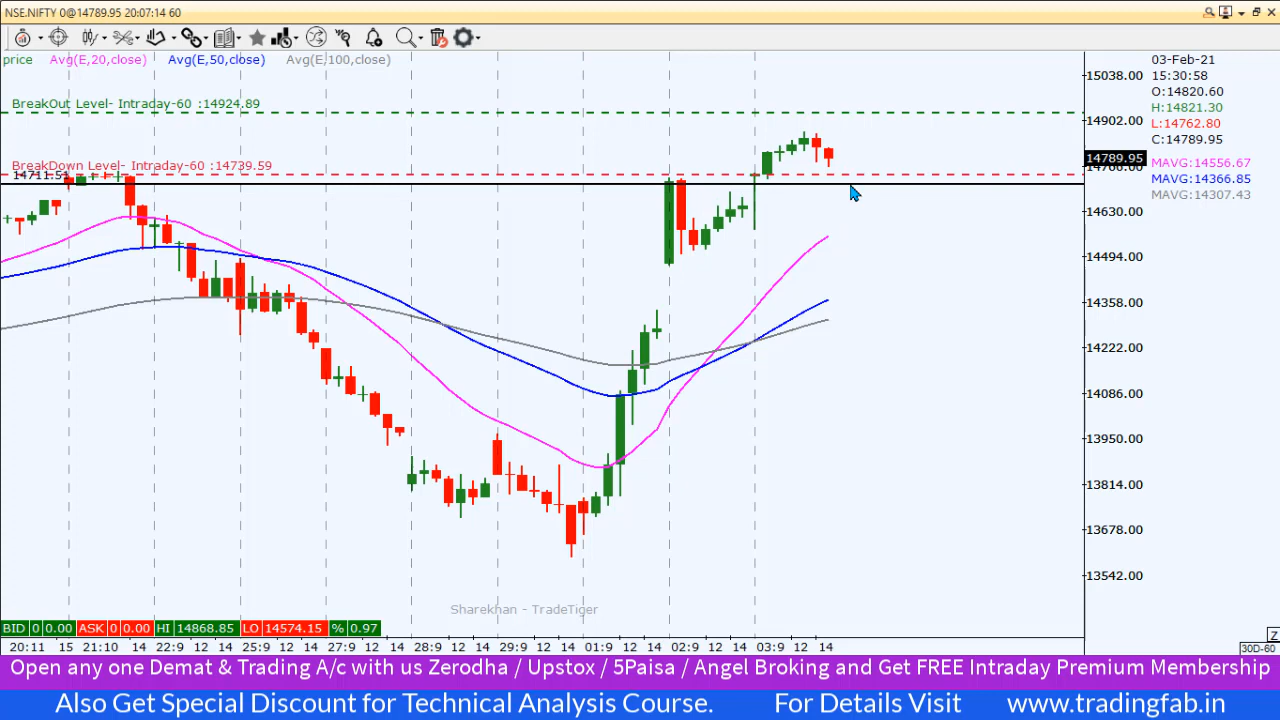 NSE.NIFTY 0@14789.95 20:07:14 60
price Avg(E,20,close) Avg(E,50,close) Avg(E,100,close)
BreakOut Level- Intraday-60 :14924.89
BreakDown Level- Intraday-60 :14739.59
14711.51
15038.00
14902.00
14789.95
14766.00
14630.00
14494.00
14358.00
14222.00
14086.00
13950.00
13814.00
13678.00
13542.00
03-Feb-21
15:30:58
O:14820.60
H:14821.30
L:14762.80
C:14789.95
MAVG:14556.67
MAVG:14366.85
MAVG:14307.43
Sharekhan - TradeTiger
BID 0 0.00 ASK 0 0.00 HI 14868.85 LO 14574.15 % 0.97
Z
20:11 15 21:10 12 14 22:9 12 14 25:9 12 14 27:9 12 14 28:9 12 14 29:9 12 14 01:9 12 14 02:9 12 14 03:9 12 14
30D-60
Open any one Demat & Trading A/c with us Zerodha / Upstox / 5Paisa / Angel Broking and Get FREE Intraday Premium Membership
Also Get Special Discount for Technical Analysis Course. For Details Visit www.tradingfab.in